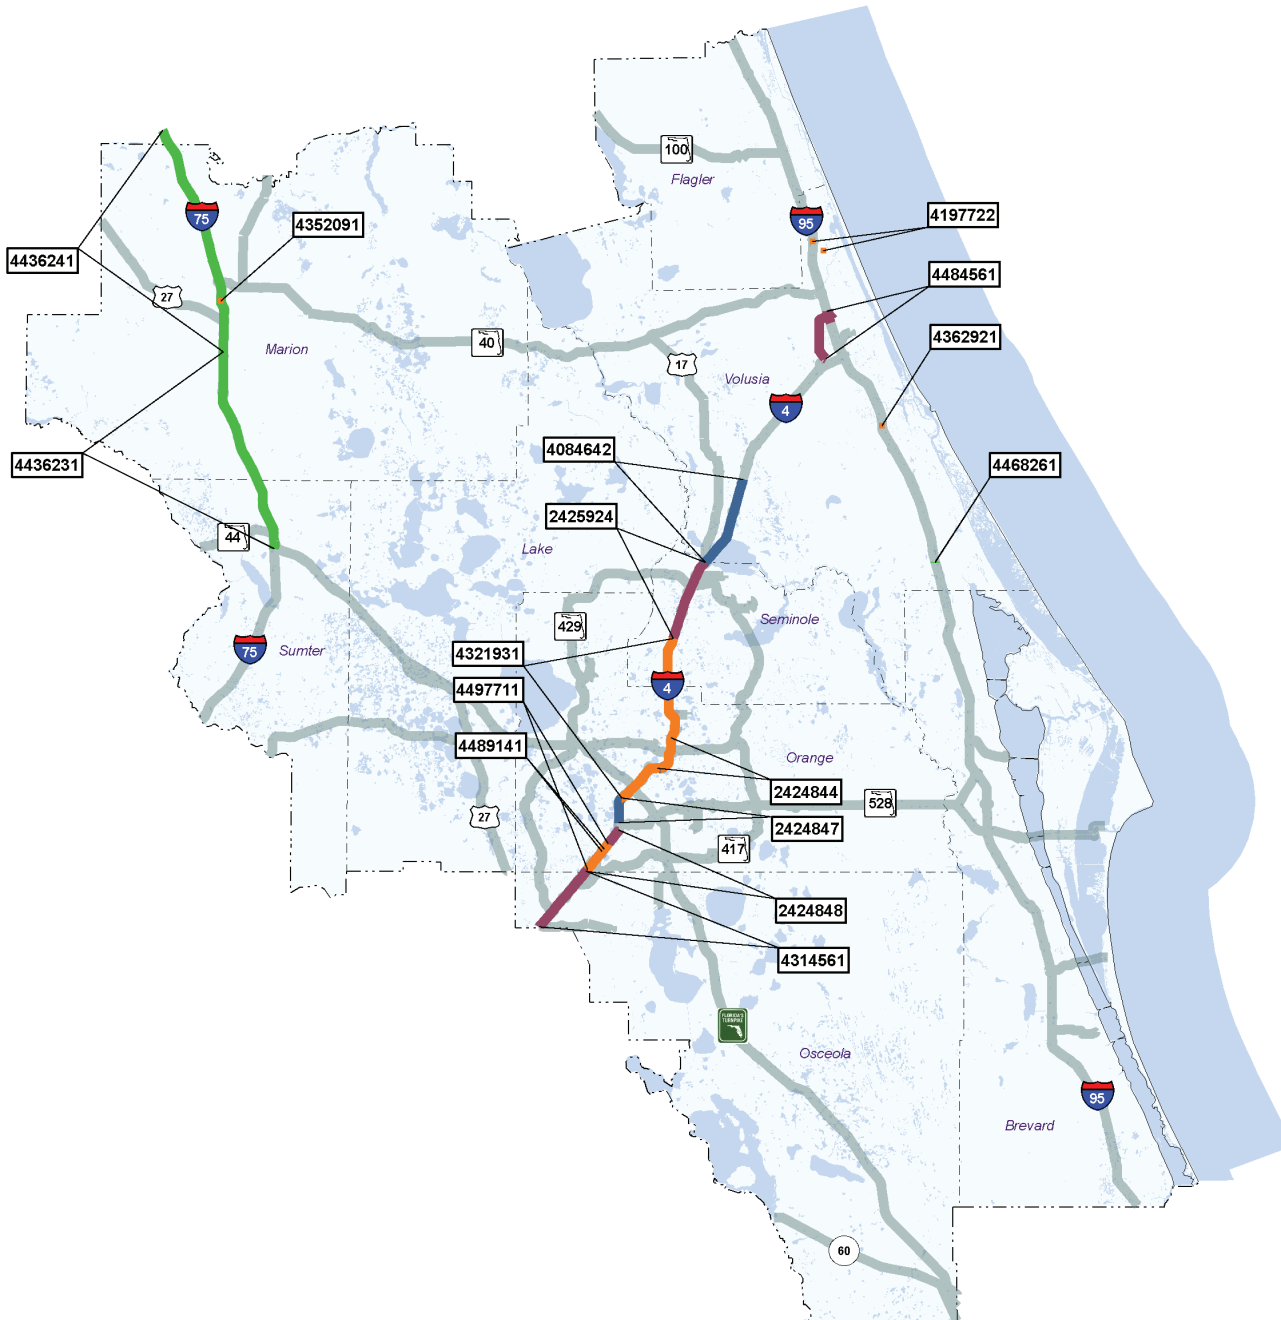 100
Flagler
75
95
4197722
4352091
4436241
4484561
27
4362921
40
Marion
17
Volusia
4
4084642
4436231
4468261
2425924
44
Lake
429
Seminole
75
Sumter
4321931
4
4497711
4489141
Orange
2424844
528
27
2424847
417
2424848
4314561
FLORIDA'S
TURNPIKE
Osceola
95
Brevard
60